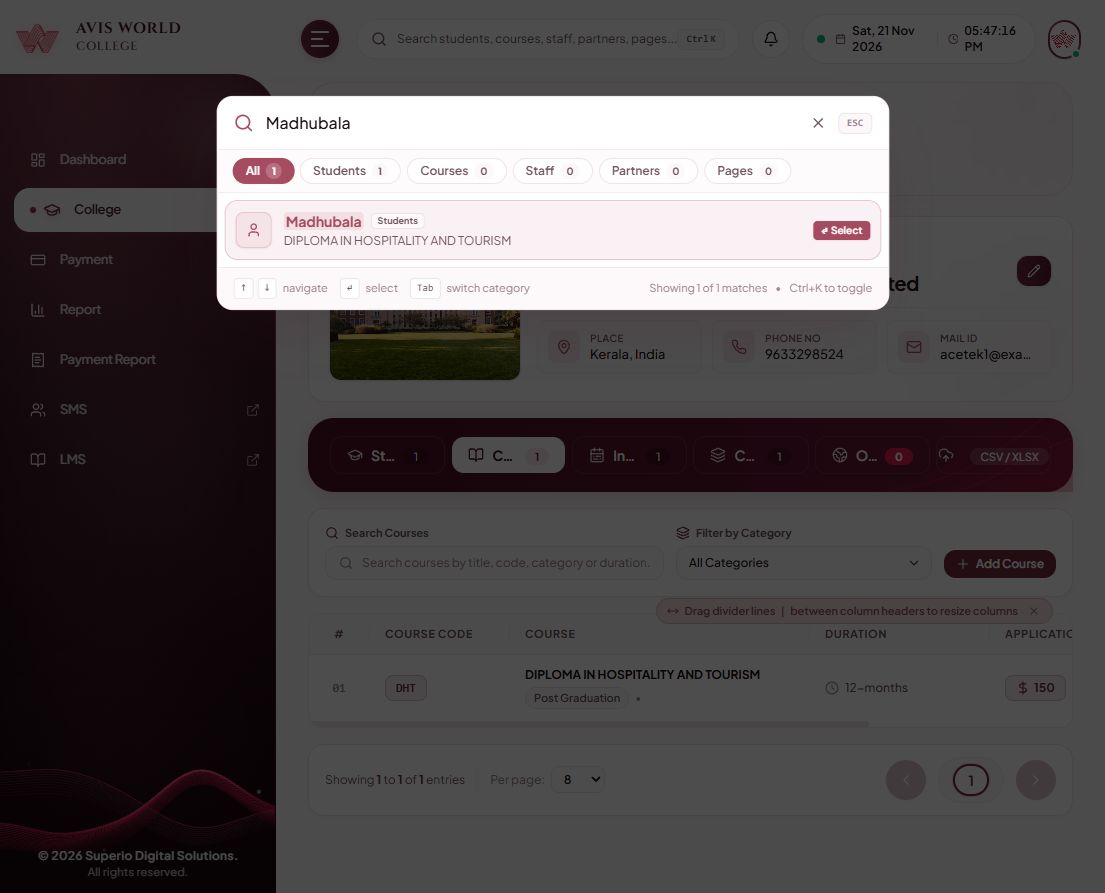 AVIS WORLD
COLLEGE
Search students, courses, staff, partners, pages... Ctrl K
Sat, 21 Nov 2026
05:47:16 PM
Madhubala
ESC
All 1
Students 1
Courses 0
Staff 0
Partners 0
Pages 0
Madhubala Students
DIPLOMA IN HOSPITALITY AND TOURISM
Select
↑ ↓ navigate ↵ select Tab switch category
Showing 1 of 1 matches • Ctrl+K to toggle
Dashboard
College
Payment
Report
Payment Report
SMS
LMS
ted
PLACE
Kerala, India
PHONE NO
9633298524
MAIL ID
acetek1@exa...
St... 1
C... 1
In... 1
C... 1
O... 0
CSV / XLSX
Search Courses
Search courses by title, code, category or duration.
Filter by Category
All Categories
+ Add Course
Drag divider lines | between column headers to resize columns
# COURSE CODE COURSE DURATION APPLICATIO
01 DHT DIPLOMA IN HOSPITALITY AND TOURISM 12-months $ 150
Post Graduation •
Showing 1 to 1 of 1 entries
Per page: 8
1
© 2026 Superio Digital Solutions.
All rights reserved.